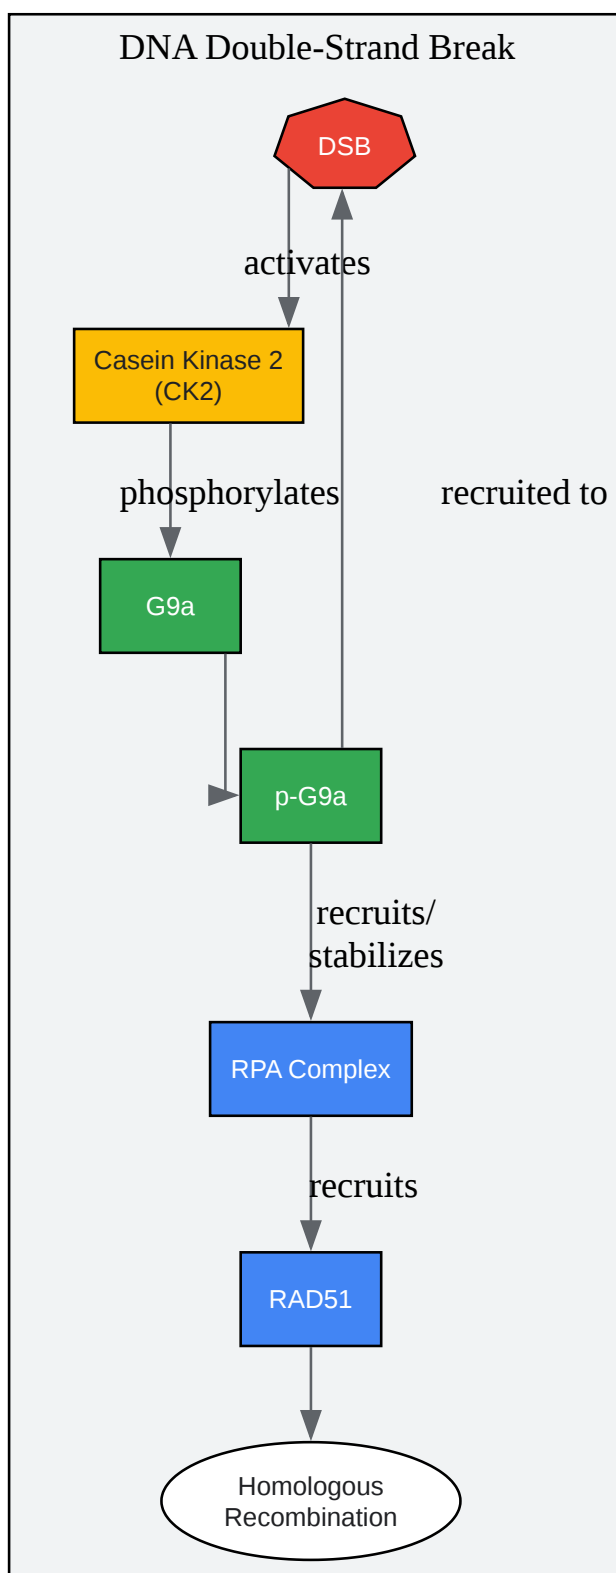 DNA Double-Strand Break
DSB
activates
Casein Kinase 2
(CK2)
phosphorylates
recruited to
G9a
p-G9a
recruits/
stabilizes
RPA Complex
recruits
RAD51
Homologous
Recombination